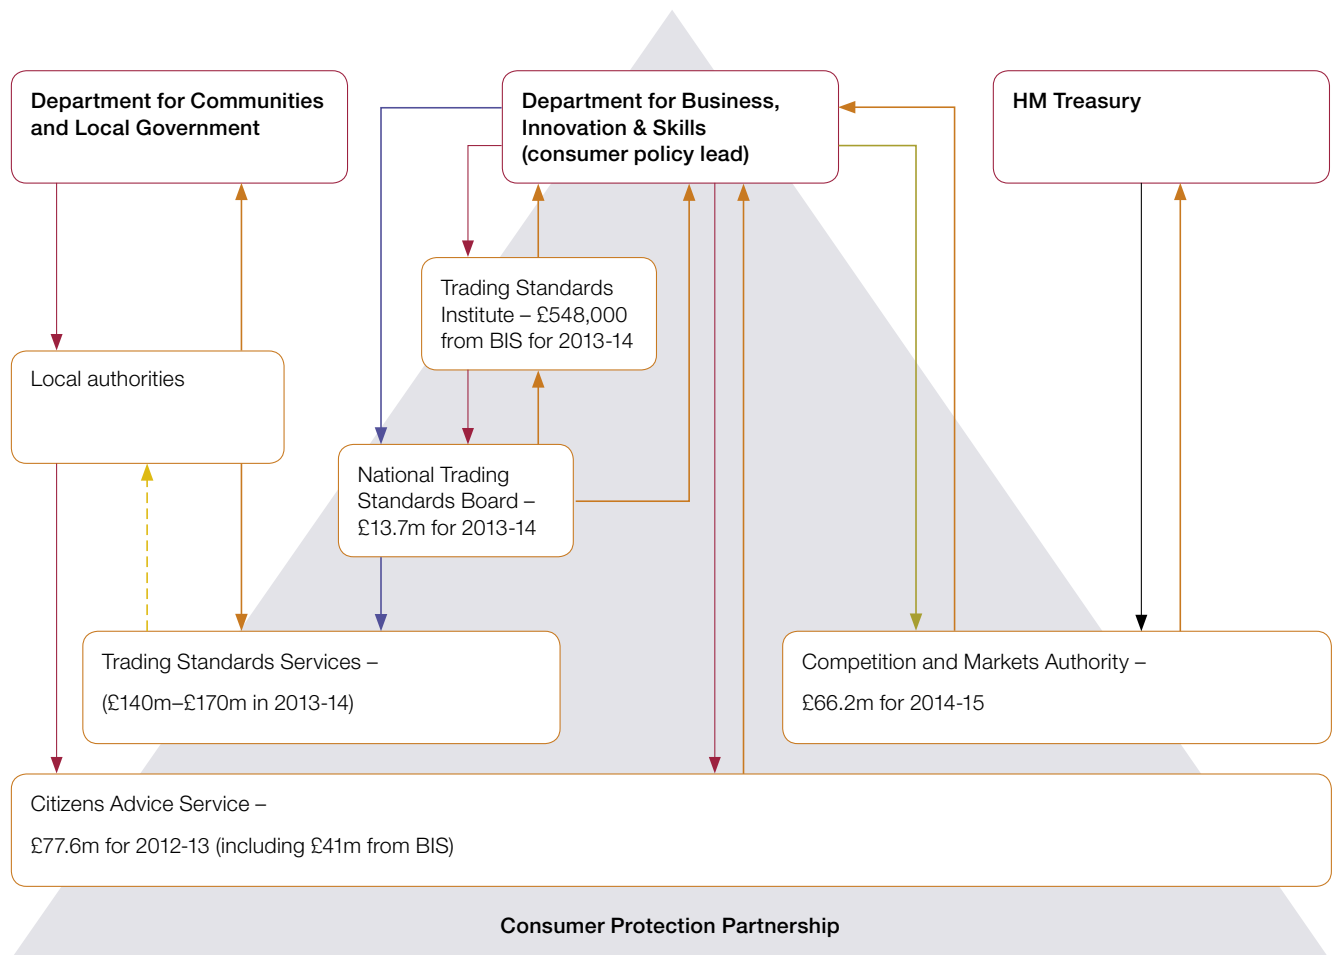 Department for Communities
and Local Government
Department for Business,
Innovation & Skills
(consumer policy lead)
HM Treasury
Trading Standards
Institute – £548,000
from BIS for 2013-14
Local authorities
National Trading
Standards Board –
£13.7m for 2013-14
Trading Standards Services –
(£140m–£170m in 2013-14)
Competition and Markets Authority –
£66.2m for 2014-15
Citizens Advice Service –
£77.6m for 2012-13 (including £41m from BIS)
Consumer Protection Partnership